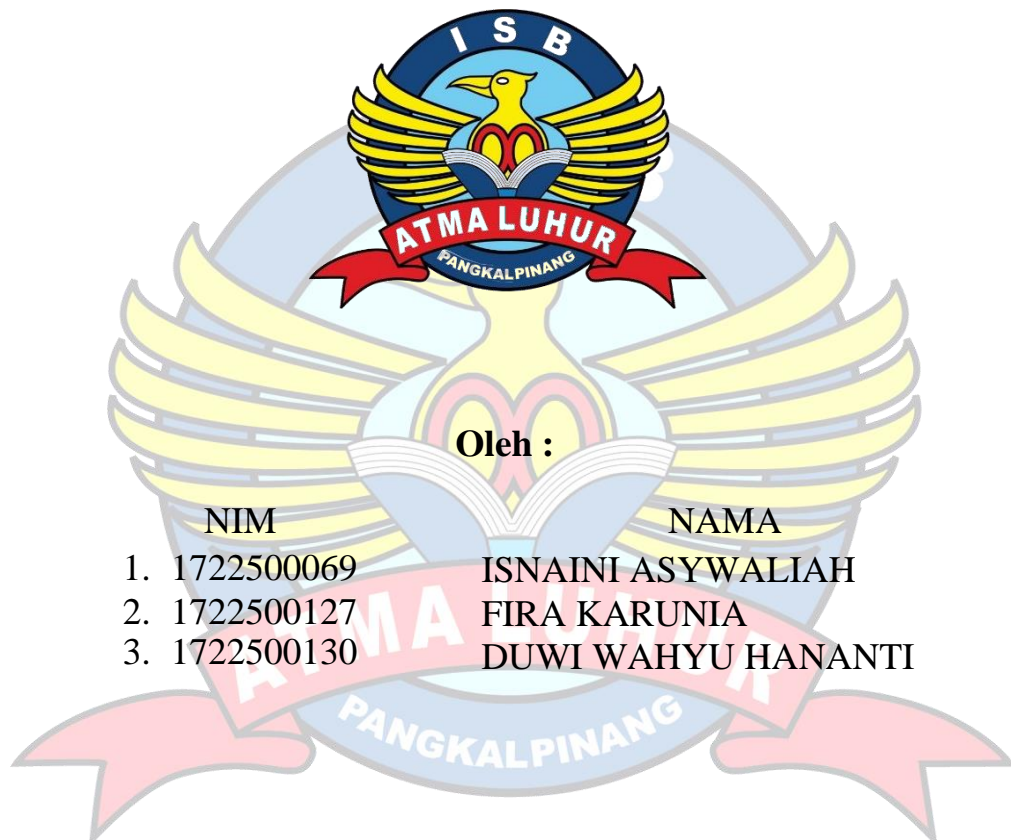 ISB
ATMA LUHUR
PANGKALPINANG
Oleh :
NIM NAMA
1. 1722500069 ISNAINI ASYWALIAH
2. 1722500127 FIRA KARUNIA
3. 1722500130 DUWI WAHYU HANANTI
B
ATMA LUHUR
PANGKALPINANG